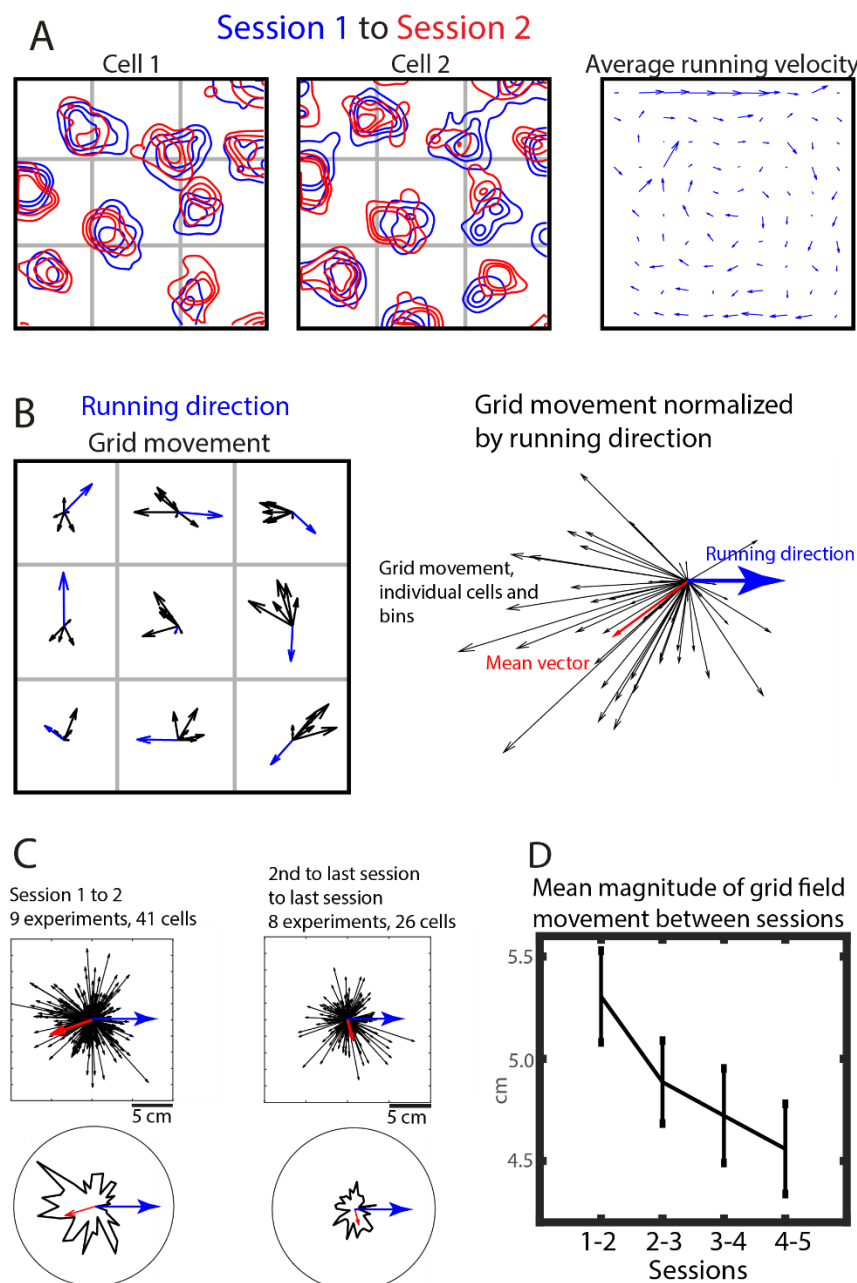 A
Session 1 to Session 2
Cell 1
Cell 2
Average running velocity
B
Running direction
Grid movement
Grid movement normalized
by running direction
Running direction
Grid movement,
individual cells and
bins
Mean vector
C
Session 1 to 2
9 experiments, 41 cells
2nd to last session
to last session
8 experiments, 26 cells
5 cm
5 cm
D
Mean magnitude of grid field
movement between sessions
5.5
5.0
cm
4.5
1-2 2-3 3-4 4-5
Sessions